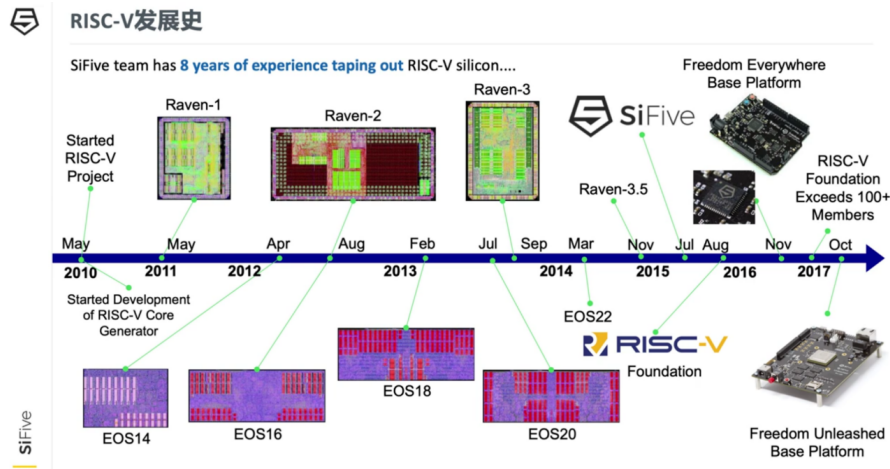 RISC-V发展史
SiFive team has 8 years of experience taping out RISC-V silicon....
Started
RISC-V
Project
Raven-1
Raven-2
Raven-3
SiFive
Raven-3.5
Freedom Everywhere
Base Platform
RISC-V
Foundation
Exceeds 100+
Members
May
May
Apr
Aug
Feb
Jul
Sep
Mar
Nov
Jul
Aug
Nov
Oct
2010
2011
2012
2013
2014
2015
2016
2017
Started Development
of RISC-V Core
Generator
EOS14
EOS16
EOS18
EOS20
EOS22
RISC-V
Foundation
Freedom Unleashed
Base Platform
SiFive